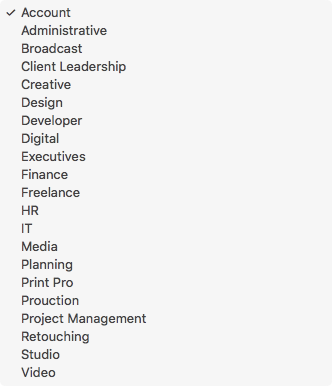 ✓ Account
Administrative
Broadcast
Client Leadership
Creative
Design
Developer
Digital
Executives
Finance
Freelance
HR
IT
Media
Planning
Print Pro
Prouction
Project Management
Retouching
Studio
Video